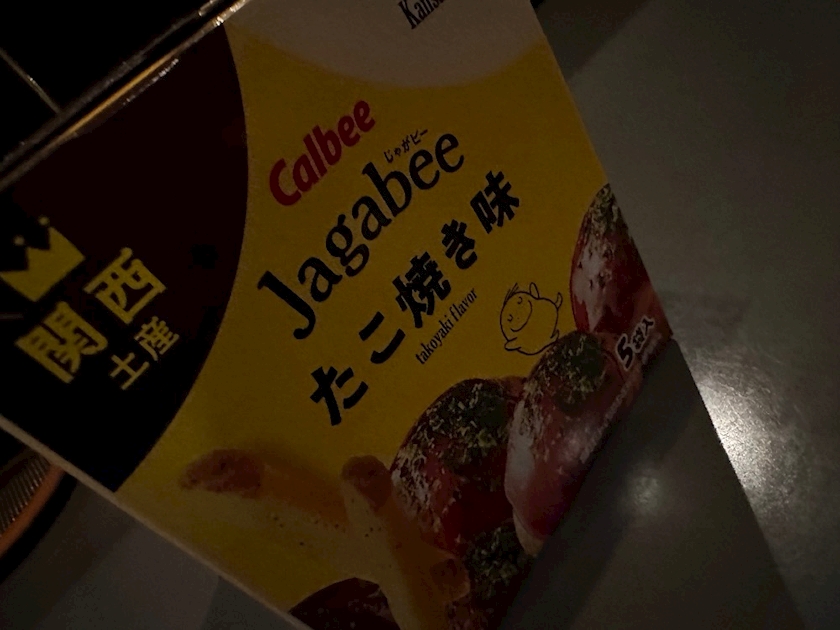 関西
土産
Calbee
じゃがビー
Jagabee
たこ焼き味
takoyaki flavor
5袋入